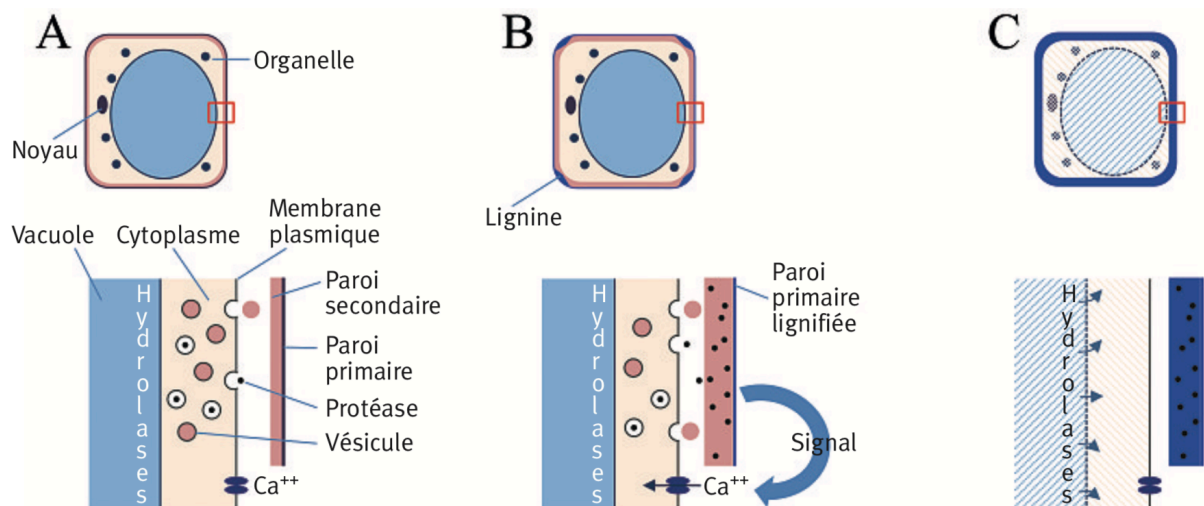 A
Organelle
Noyau
Vacuole
Cytoplasme
Membrane
plasmique
Hydrolases
Paroi
secondaire
Paroi
primaire
Protéase
Vésicule
Ca++
B
Lignine
Hydrolases
Paroi
primaire
lignifiée
Signal
Ca++
C
Hydrolases